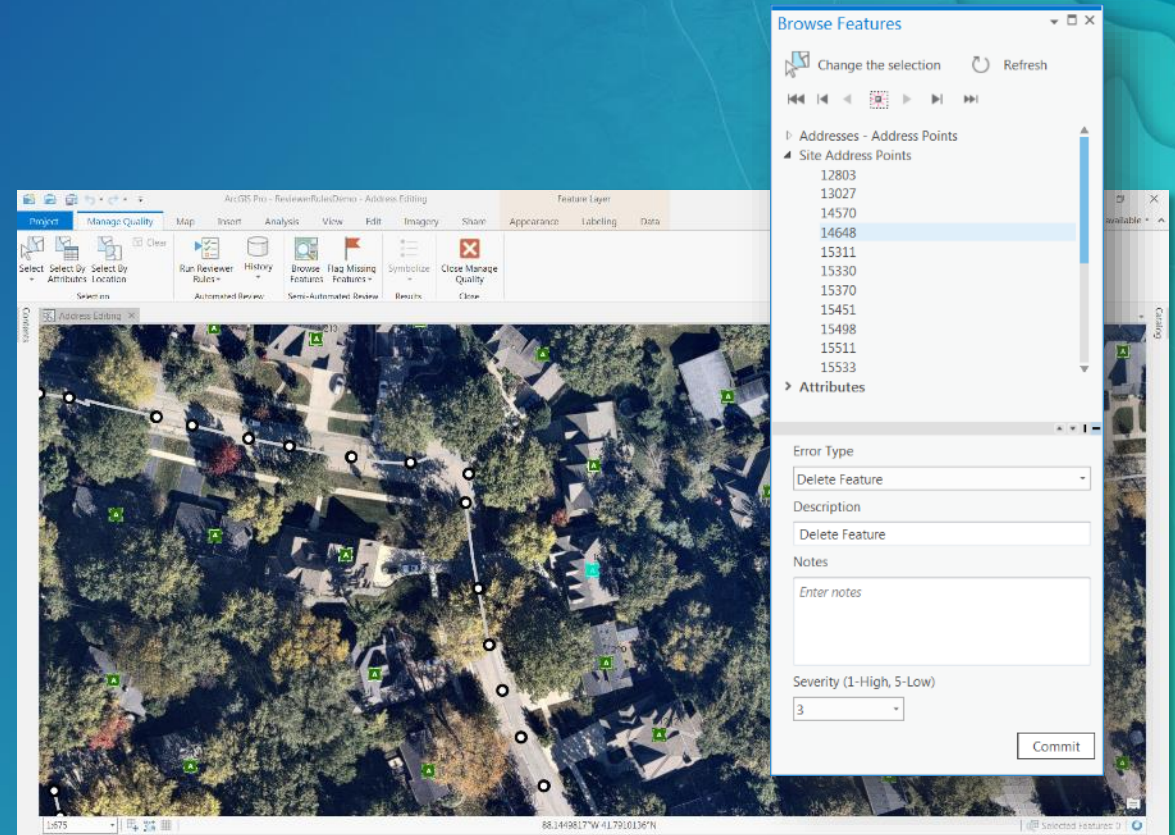 Browse Features
Change the selection
Refresh
Addresses - Address Points
Site Address Points
12803
13027
14570
14648
15311
15330
15370
15451
15498
15511
15533
Attributes
Error Type
Delete Feature
Description
Delete Feature
Notes
Enter notes
Severity (1-High, 5-Low)
3
Commit
ArcGIS Pro - ReviewerRulesDemo - Address Editing
Feature Layer
Project Manage Quality Map Insert Analysis View Edit Imagery Share Appearance Labeling Data
available
Select Select By Attributes Select By Location Clear
Run Reviewer Rules History Browse Features Flag Missing Features Symbolize Close Manage Quality
Selection Automated Review Semi-Automated Review Results Close
Contents
Address Editing
Catalog
1:675
88.1449817°W 41.7910136°N
Selected Features: 0